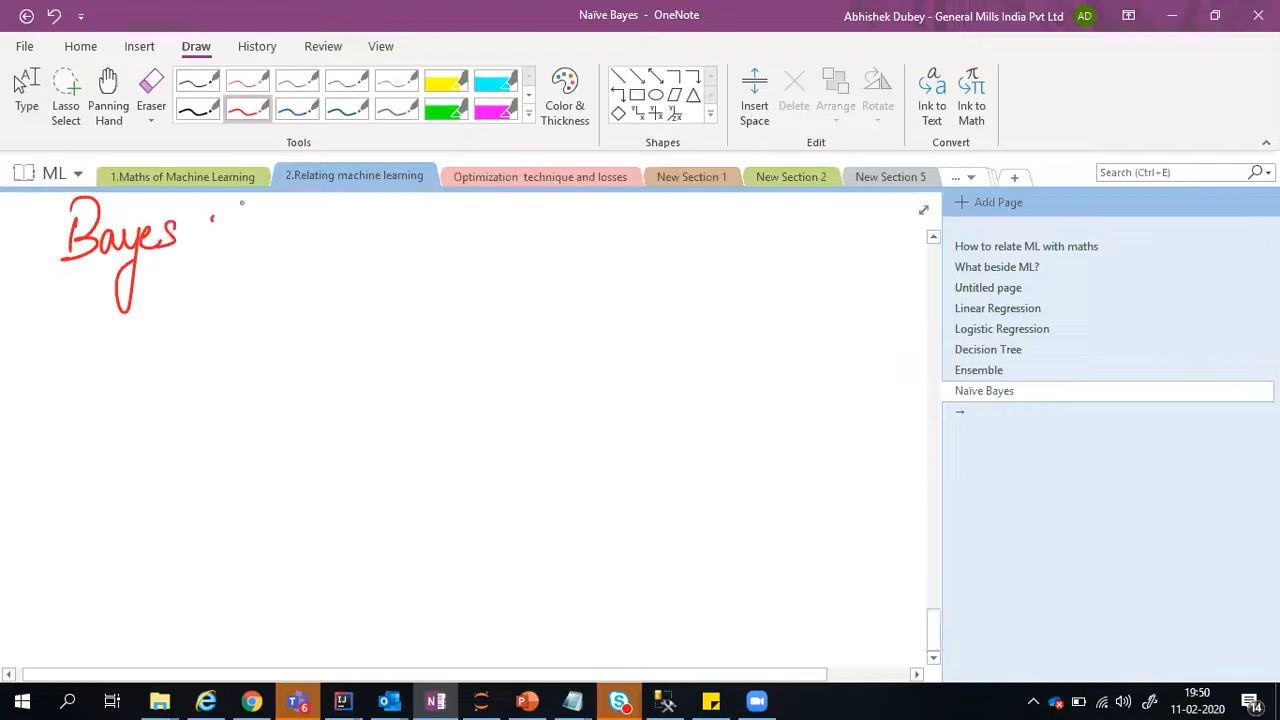 Naïve Bayes - OneNote
Abhishek Dubey - General Mills India Pvt Ltd AD
File Home Insert Draw History Review View
Type
Lasso Select
Panning Hand
Eraser
Color & Thickness
Insert Space
Delete
Arrange
Rotate
Ink to Text
Ink to Math
Tools Shapes Edit Convert
ML 1.Maths of Machine Learning 2.Relating machine learning Optimization technique and losses New Section 1 New Section 2 New Section 5 ... Search (Ctrl+E)
Add Page
Bayes
How to relate ML with maths
What beside ML?
Untitled page
Linear Regression
Logistic Regression
Decision Tree
Ensemble
Naïve Bayes
→
19:50
11-02-2020